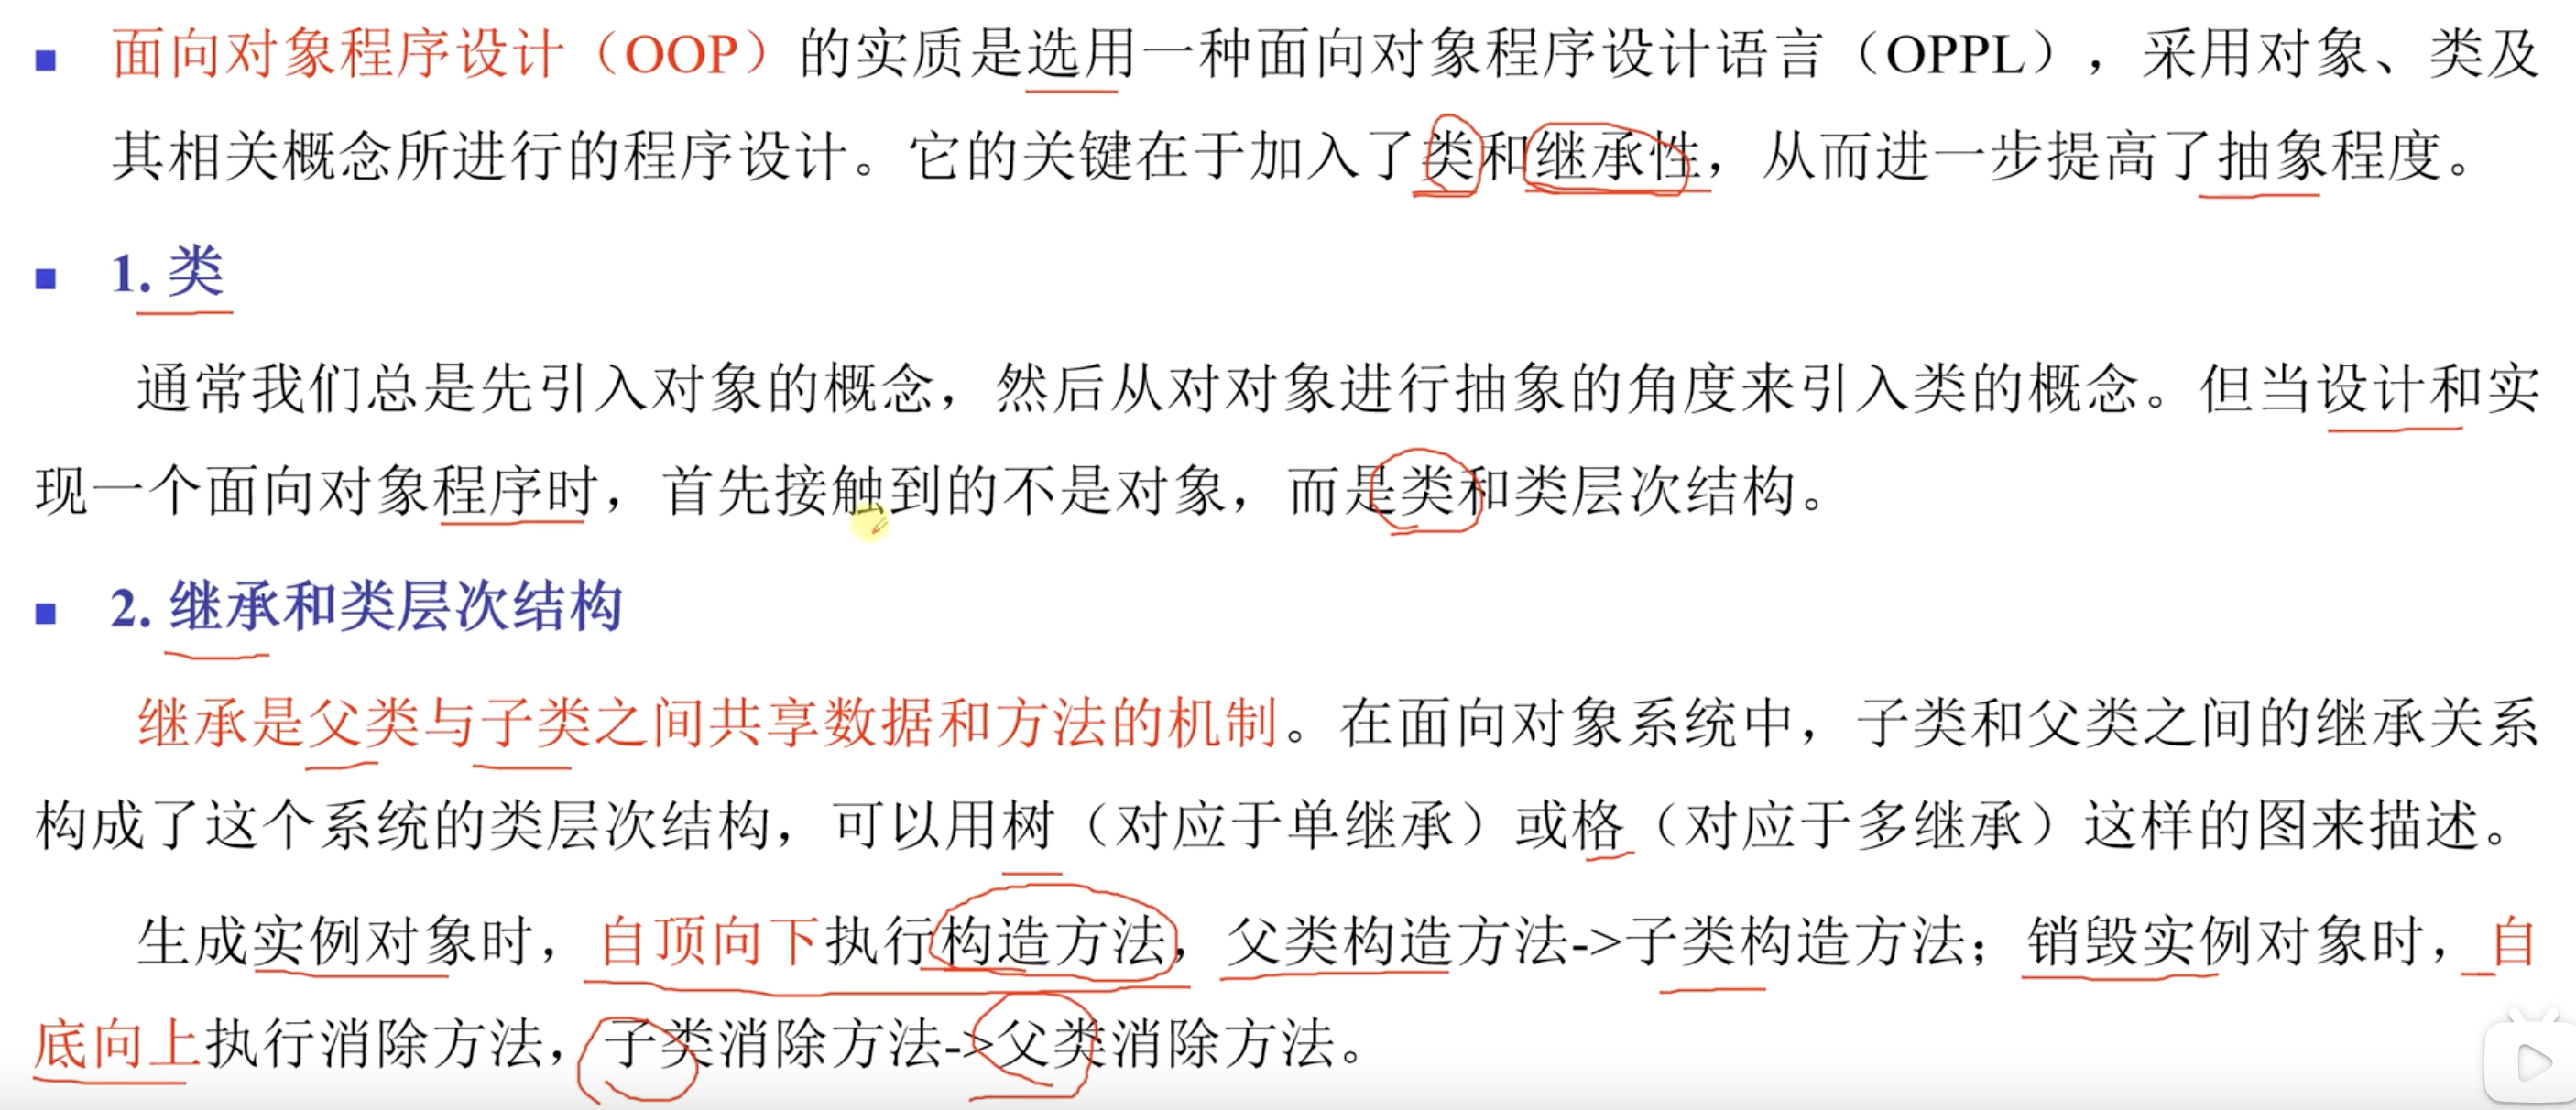 面向对象程序设计（OOP）的实质是选用一种面向对象程序设计语言（OPPL），采用对象、类及
其相关概念所进行的程序设计。它的关键在于加入了类和继承性，从而进一步提高了抽象程度。
1. 类
通常我们总是先引入对象的概念，然后从对对象进行抽象的角度来引入类的概念。但当设计和实
现一个面向对象程序时，首先接触到的不是对象，而是类和类层次结构。
2. 继承和类层次结构
继承是父类与子类之间共享数据和方法的机制。在面向对象系统中，子类和父类之间的继承关系
构成了这个系统的类层次结构，可以用树（对应于单继承）或格（对应于多继承）这样的图来描述。
生成实例对象时，自顶向下执行构造方法，父类构造方法->子类构造方法；销毁实例对象时，自
底向上执行消除方法，子类消除方法->父类消除方法。